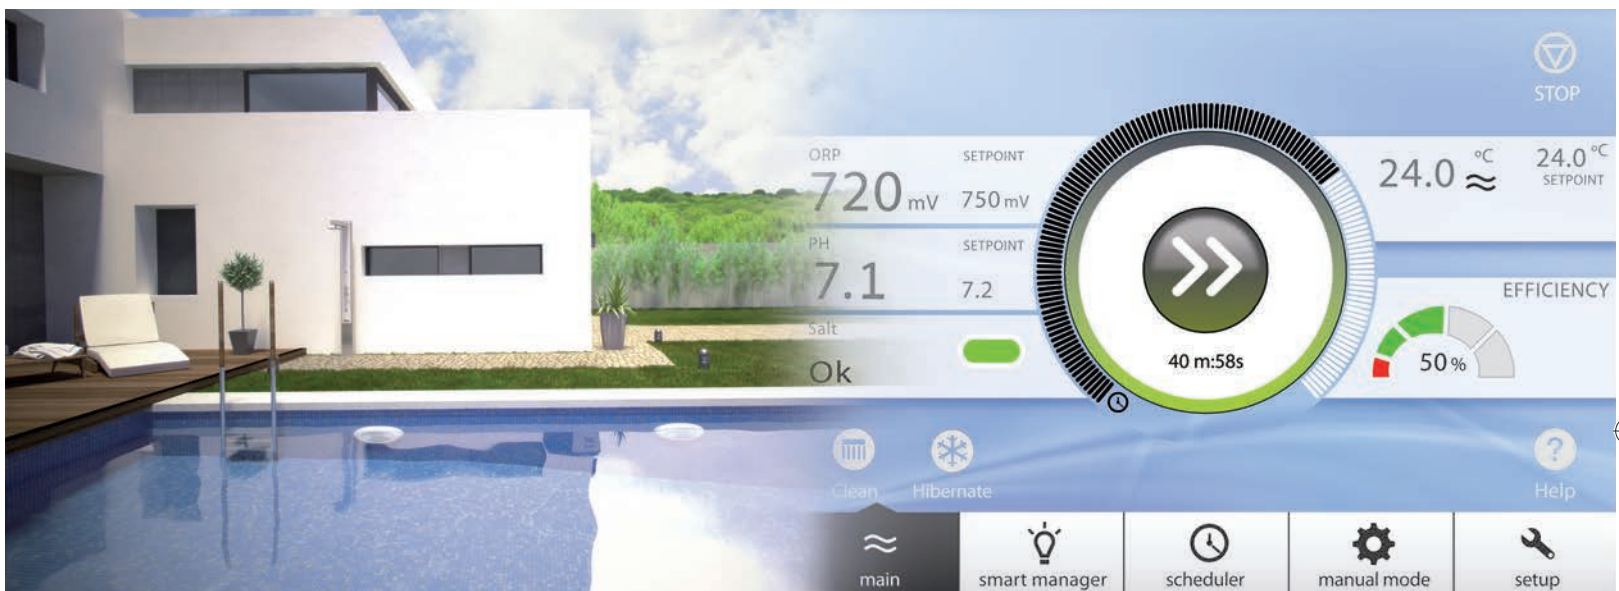 STOP
ORP
SETPOINT
720 mV
750 mV
PH
SETPOINT
7.1
7.2
Salt
Ok
40 m:58s
24.0 °C
24.0 °C
SETPOINT
EFFICIENCY
50 %
Clean
Hibernate
Help
main
smart manager
scheduler
manual mode
setup